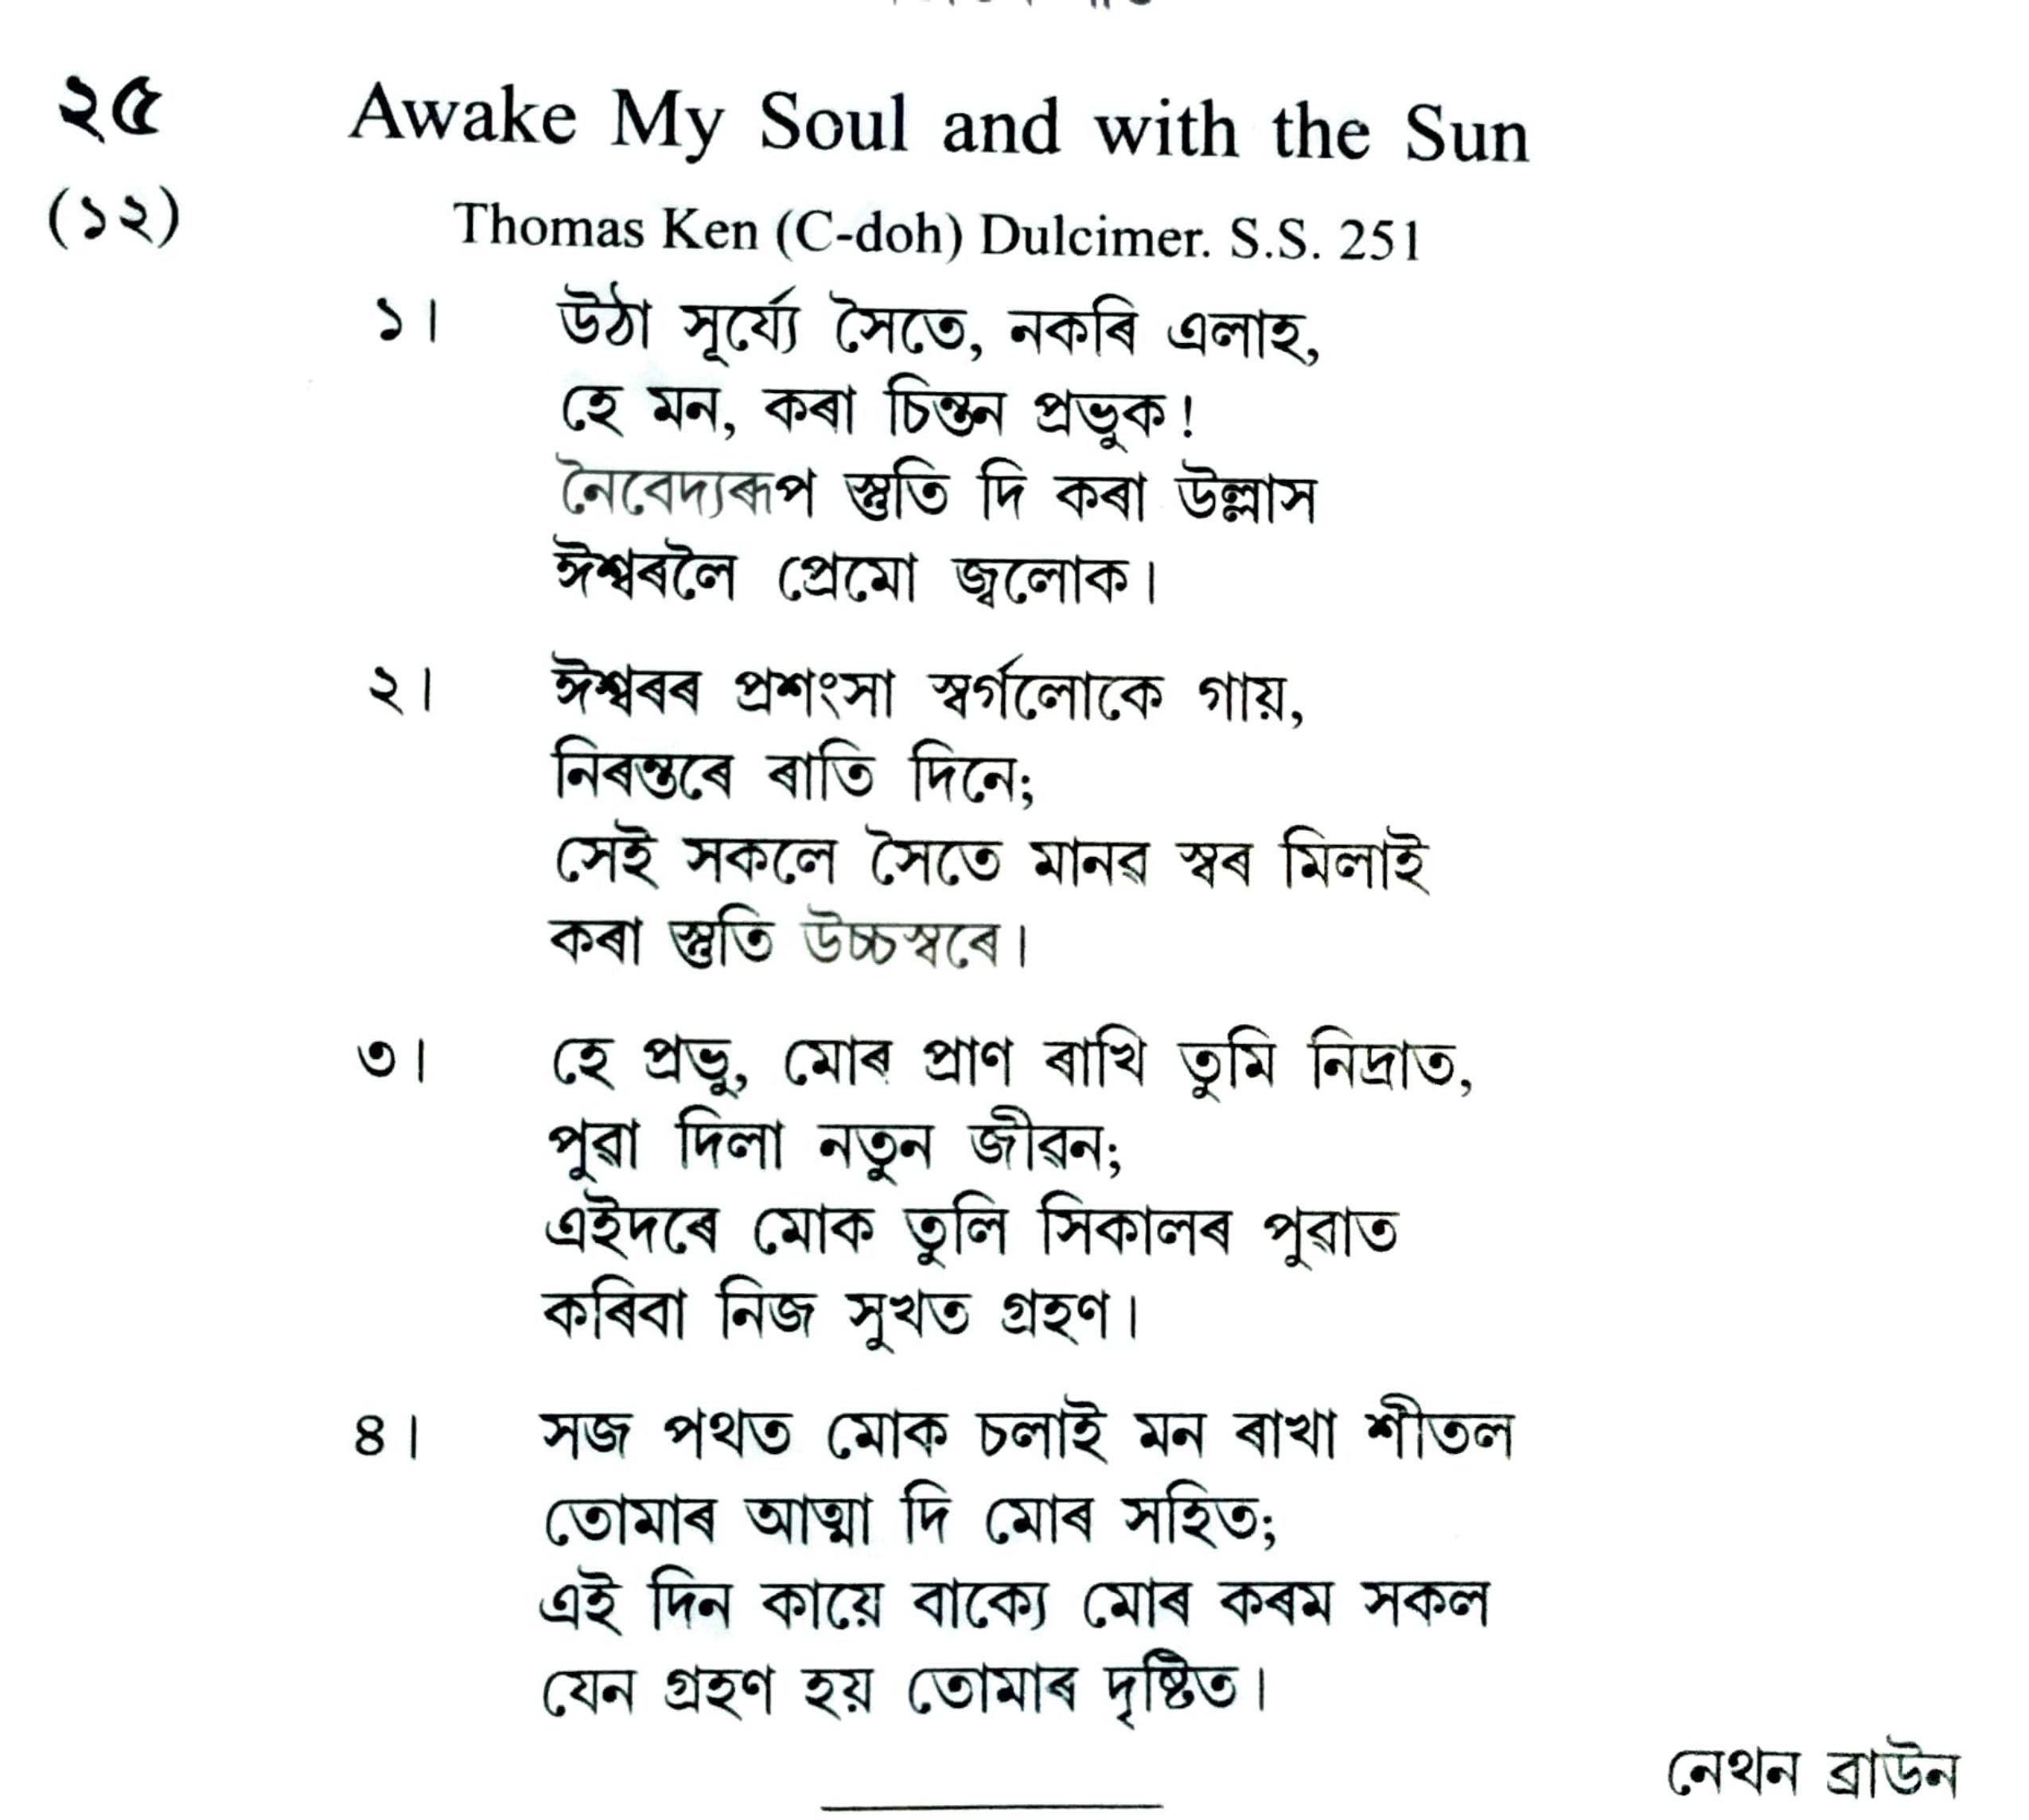 ২৫ Awake My Soul and with the Sun
(১২) Thomas Ken (C-doh) Dulcimer. S.S. 251
১। উঠা সূৰ্য্যে সৈতে, নকৰি এলাহ,
হে মন, কৰা চিন্তন প্ৰভুক!
নৈবেদ্যৰূপ স্তুতি দি কৰা উল্লাস
ঈশ্বৰলৈ প্ৰেমো জ্বলোক।
২। ঈশ্বৰৰ প্ৰশংসা স্বৰ্গলোকে গায়,
নিৰন্তৰে ৰাতি দিনে;
সেই সকলে সৈতে মানৱ স্বৰ মিলাই
কৰা স্তুতি উচ্চস্বৰে।
৩। হে প্ৰভু, মোৰ প্ৰাণ ৰাখি তুমি নিদ্ৰাত,
পুৱা দিলা নতুন জীৱন;
এইদৰে মোক তুলি সিকালৰ পুৱাত
কৰিবা নিজ সুখত গ্ৰহণ।
৪। সজ পথত মোক চলাই মন ৰাখা শীতল
তোমাৰ আত্মা দি মোৰ সহিত;
এই দিন কায়ে বাক্যে মোৰ কৰম সকল
যেন গ্ৰহণ হয় তোমাৰ দৃষ্টিত।
নেথন ব্ৰাউন